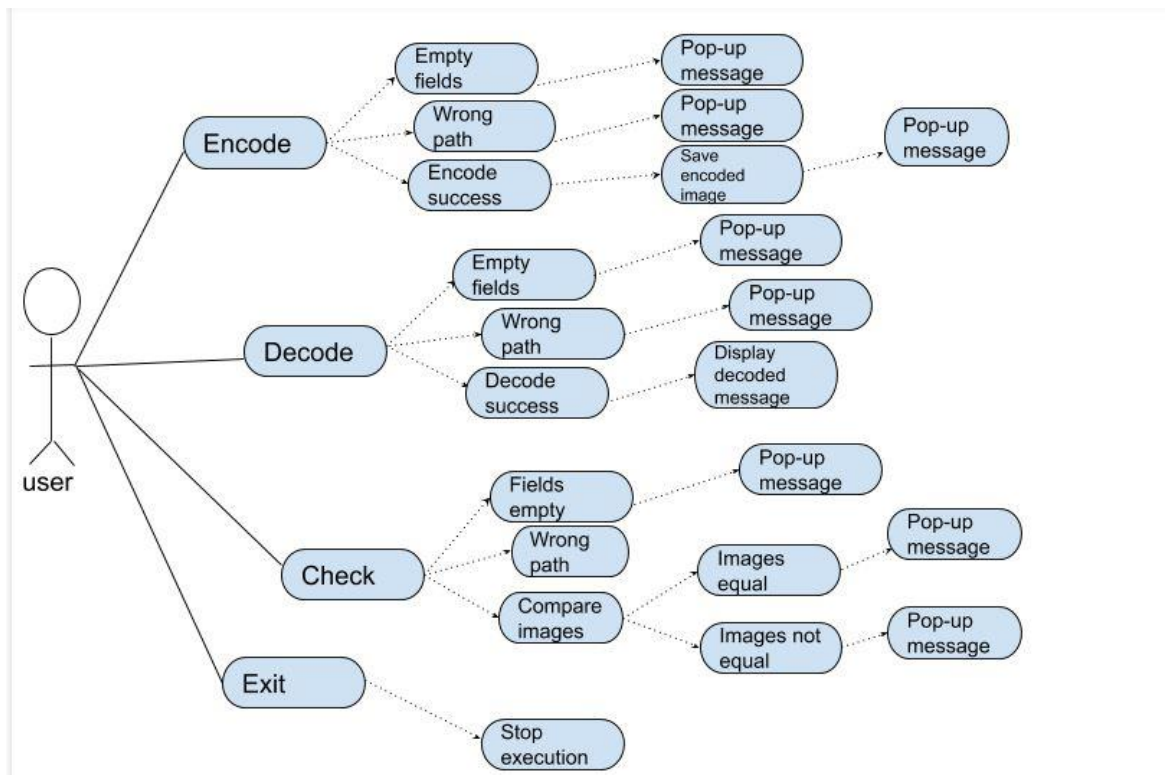 Empty
fields
Pop-up
message
Encode
Wrong
path
Pop-up
message
Encode
success
Save
encoded
image
Pop-up
message
Decode
Empty
fields
Pop-up
message
Wrong
path
Pop-up
message
Decode
success
Display
decoded
message
user
Check
Fields
empty
Pop-up
message
Wrong
path
Compare
images
Images
equal
Pop-up
message
Images not
equal
Pop-up
message
Exit
Stop
execution